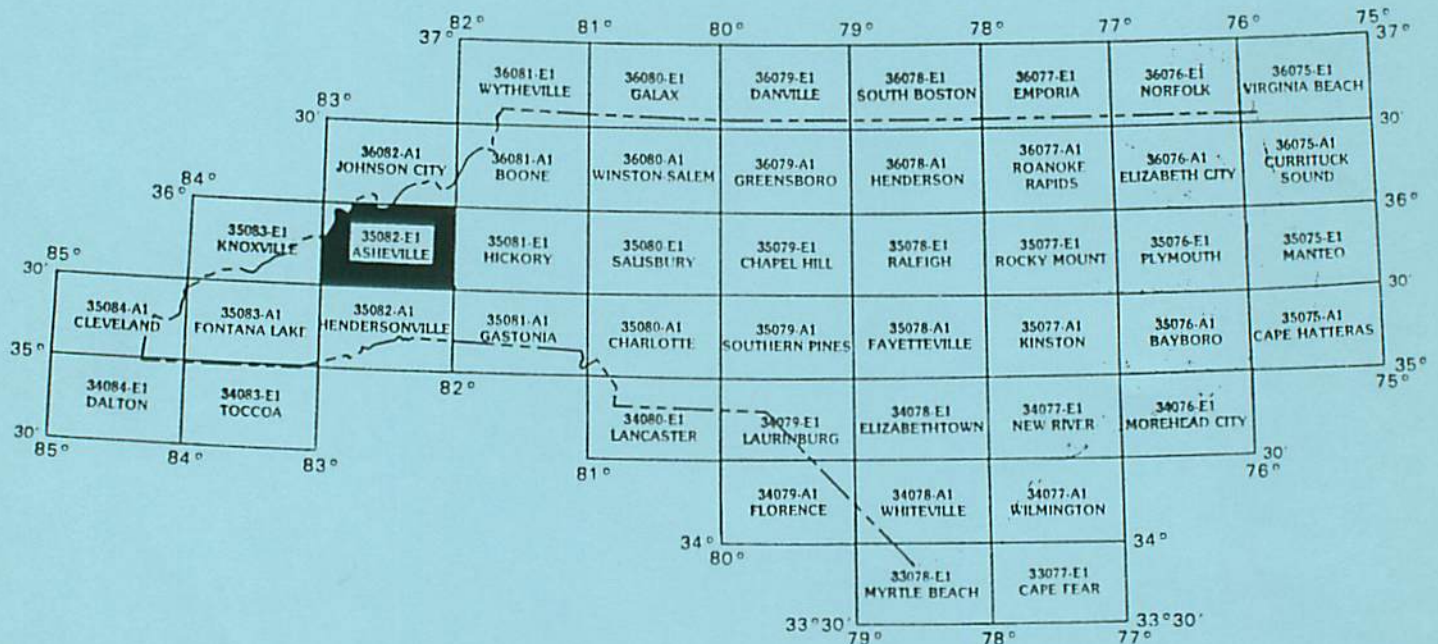 82° 81° 80° 79° 78° 77° 76° 75°
37° 37°
36081-E1 36080-E1 36079-E1 36078-E1 36077-E1 36076-E1 36075-E1
WYTHEVILLE GALAX DANVILLE SOUTH BOSTON EMPORIA NORFOLK VIRGINIA BEACH
83°
30' 30'
36082-A1 36081-A1 36080-A1 36079-A1 36078-A1 36077-A1 36076-A1 36075-A1
JOHNSON CITY BOONE WINSTON-SALEM GREENSBORO HENDERSON ROANOKE RAPIDS ELIZABETH CITY CURRITUCK SOUND
84°
36° 36°
35083-E1 35082-E1 35081-E1 35080-E1 35079-E1 35078-E1 35077-E1 35076-E1 35075-E1
KNOXVILLE ASHEVILLE HICKORY SALISBURY CHAPEL HILL RALEIGH ROCKY MOUNT PLYMOUTH MANTEO
85°
30' 30'
35084-A1 35083-A1 35082-A1 35081-A1 35080-A1 35079-A1 35078-A1 35077-A1 35076-A1 35075-A1
CLEVELAND FONTANA LAKE HENDERSONVILLE GASTONIA CHARLOTTE SOUTHERN PINES FAYETTEVILLE KINSTON BAYBORO CAPE HATTERAS
35° 35°
82° 75°
34084-E1 34083-E1 34080-E1 34079-E1 34078-E1 34077-E1 34076-E1
DALTON TOCCOA LANCASTER LAURINBURG ELIZABETHTOWN NEW RIVER MOREHEAD CITY
30' 30'
85° 84° 83° 81° 76°
34079-A1 34078-A1 34077-A1
FLORENCE WHITEVILLE WILMINGTON
34° 34°
80°
33078-E1 33077-E1
MYRTLE BEACH CAPE FEAR
33°30' 33°30'
79° 78° 77°